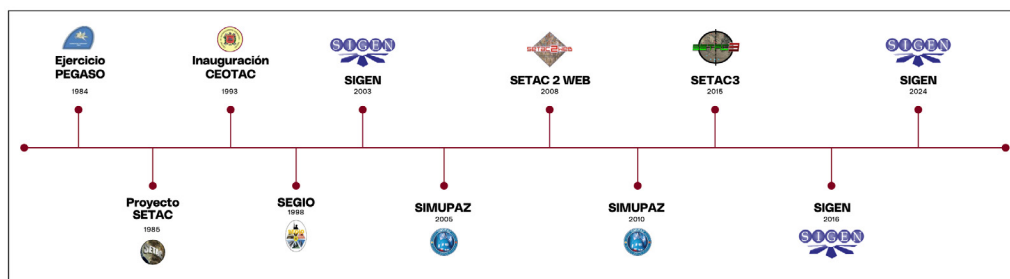 Ejercicio
PEGASO
1984
Proyecto
SETAC
1985
Inauguración
CEOTAC
1993
SEGIO
1998
SIGEN
SIGEN
2003
SIMUPAZ
2005
SETAC 2 WEB
2008
SIMUPAZ
2010
SETAC3
2015
SIGEN
2016
SIGEN
SIGEN
SIGEN
2024